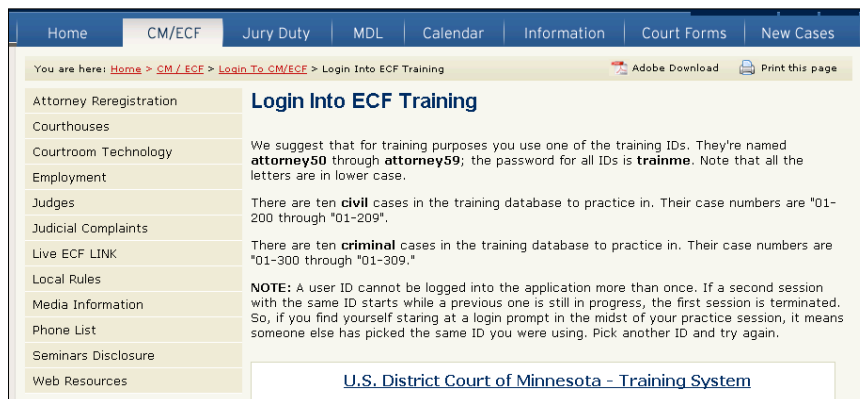 Home CM/ECF Jury Duty MDL Calendar Information Court Forms New Cases
You are here: Home > CM / ECF > Login To CM/ECF > Login Into ECF Training Adobe Download Print this page
Attorney Reregistration
Courthouses
Courtroom Technology
Employment
Judges
Judicial Complaints
Live ECF LINK
Local Rules
Media Information
Phone List
Seminars Disclosure
Web Resources
Login Into ECF Training
We suggest that for training purposes you use one of the training IDs. They're named
attorney50 through attorney59; the password for all IDs is trainme. Note that all the
letters are in lower case.
There are ten civil cases in the training database to practice in. Their case numbers are "01-
200 through "01-209".
There are ten criminal cases in the training database to practice in. Their case numbers are
"01-300 through "01-309."
NOTE: A user ID cannot be logged into the application more than once. If a second session
with the same ID starts while a previous one is still in progress, the first session is terminated.
So, if you find yourself staring at a login prompt in the midst of your practice session, it means
someone else has picked the same ID you were using. Pick another ID and try again.
U.S. District Court of Minnesota - Training System